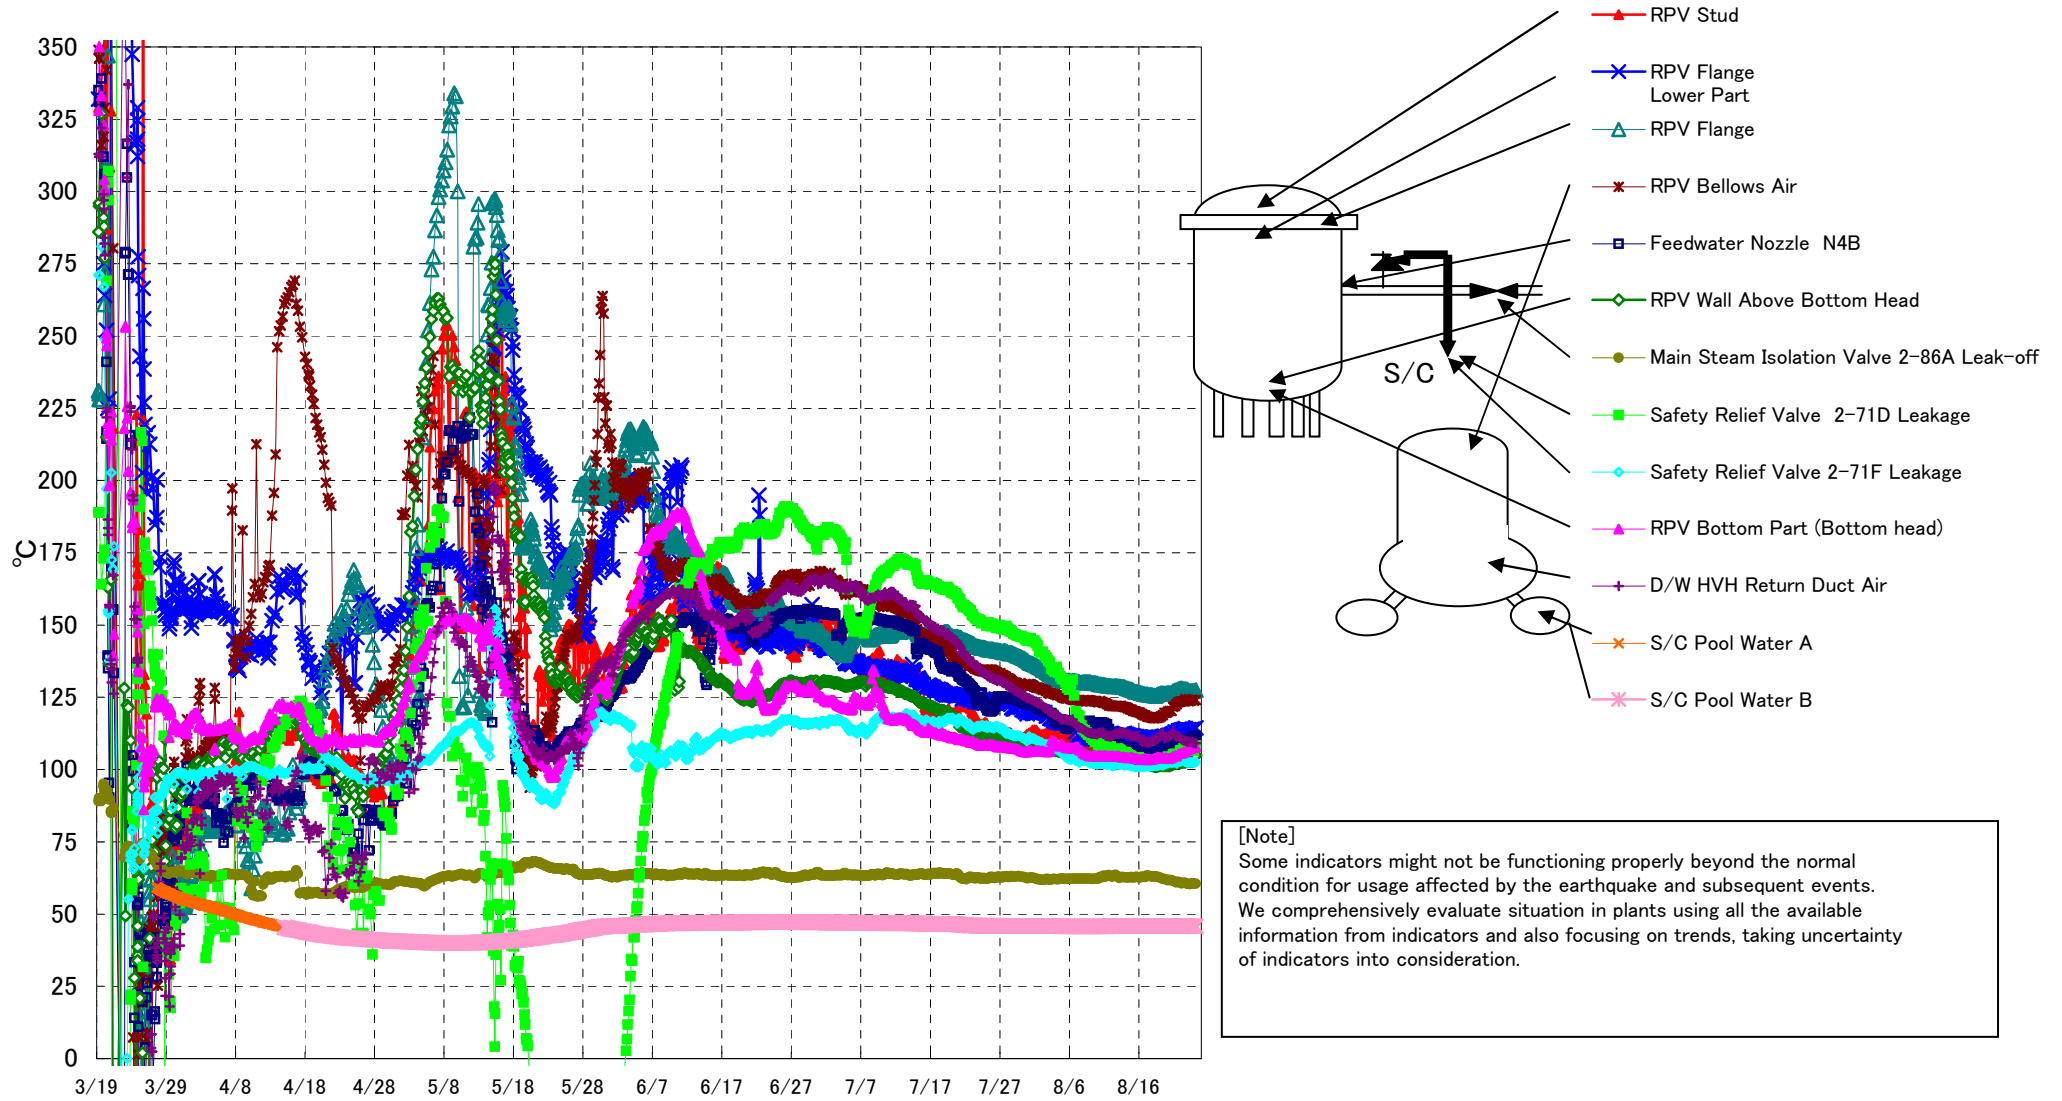 350
325
300
275
250
225
200
175
150
125
100
75
50
25
0
℃
3/19 3/29 4/8 4/18 4/28 5/8 5/18 5/28 6/7 6/17 6/27 7/7 7/17 7/27 8/6 8/16
RPV Stud
RPV Flange
Lower Part
RPV Flange
RPV Bellows Air
Feedwater Nozzle N4B
RPV Wall Above Bottom Head
Main Steam Isolation Valve 2-86A Leak-off
Safety Relief Valve 2-71D Leakage
Safety Relief Valve 2-71F Leakage
RPV Bottom Part (Bottom head)
D/W HVH Return Duct Air
S/C Pool Water A
S/C Pool Water B
S/C
[Note]
Some indicators might not be functioning properly beyond the normal
condition for usage affected by the earthquake and subsequent events.
We comprehensively evaluate situation in plants using all the available
information from indicators and also focusing on trends, taking uncertainty
of indicators into consideration.